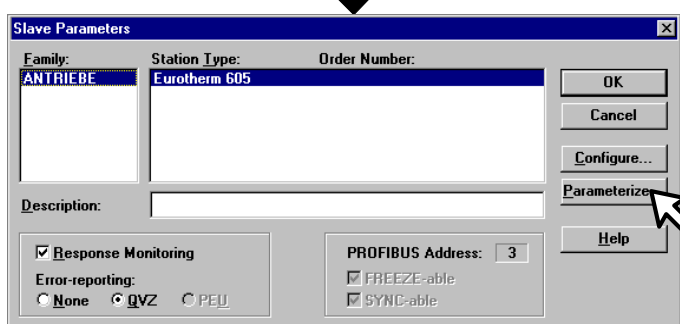 Slave Parameters
Family: Station Type: Order Number:
ANTRIEBE Eurotherm 605
OK
Cancel
Configure...
Parameterize...
Description:
Help
Response Monitoring
Error-reporting:
None QVZ PEU
PROFIBUS Address: 3
FREEZE-able
SYNC-able